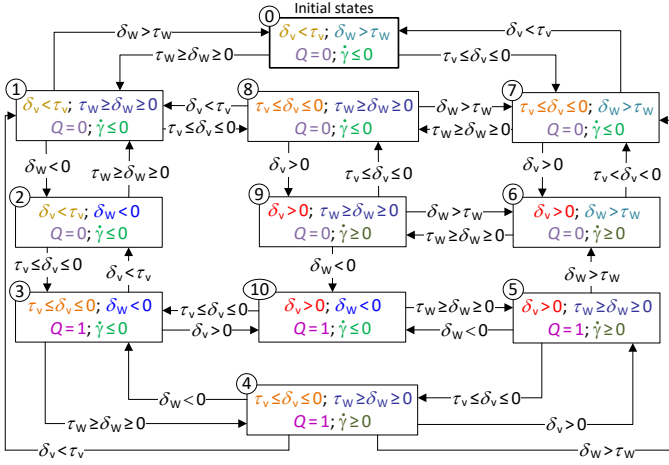 Initial states
0
δv<τv; δW>τW
Q=0; γ̇≤0
δW>τW
δv<τv
τW≥δW≥0
τv≤δv≤0
1
δv<τv; τW≥δW≥0
Q=0; γ̇≤0
8
τv≤δv≤0; τW≥δW≥0
Q=0; γ̇≤0
7
τv≤δv≤0; δW>τW
Q=0; γ̇≤0
δv<τv
δW>τW
τv≤δv≤0
τW≥δW≥0
δW<0
τW≥δW≥0
δv>0
τv≤δv≤0
δv>0
τv<δv<0
2
δv<τv; δW<0
Q=0; γ̇≤0
9
δv>0; τW≥δW≥0
Q=0; γ̇≥0
6
δv>0; δW>τW
Q=0; γ̇≥0
δW>τW
τW≥δW≥0
τv≤δv≤0
δv<τv
δW<0
δW>τW
3
τv≤δv≤0; δW<0
Q=1; γ̇≤0
10
δv>0; δW<0
Q=1; γ̇≤0
5
δv>0; τW≥δW≥0
Q=1; γ̇≥0
τv≤δv≤0
τW≥δW≥0
δv>0
δW<0
4
τv≤δv≤0; τW≥δW≥0
Q=1; γ̇≥0
δW<0
τv≤δv≤0
τW≥δW≥0
δv>0
δv<τv
δW>τW